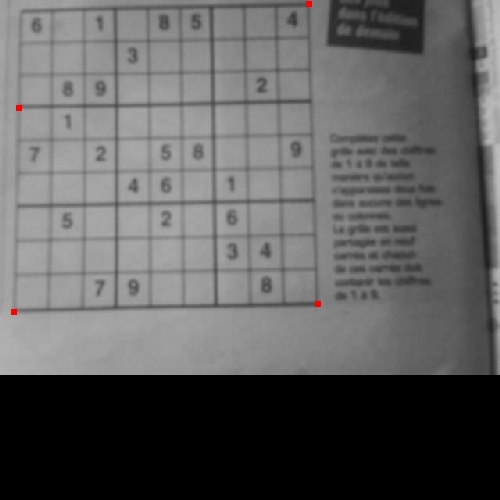 6 1 8 5 4
3
8 9 2
1
7 2 5 8 9
4 6 1
5 2 6
3 4
7 9 8
dans l'édition
de demain
Complétez cette
grille avec des chiffres
de 1 à 9 de telle
manière qu'aucun
n'apparaisse deux fois
dans aucune des lignes
ou colonnes.
La grille est aussi
partagée en neuf
carrés et chacun
de ces carrés doit
contenir les chiffres
de 1 à 9.